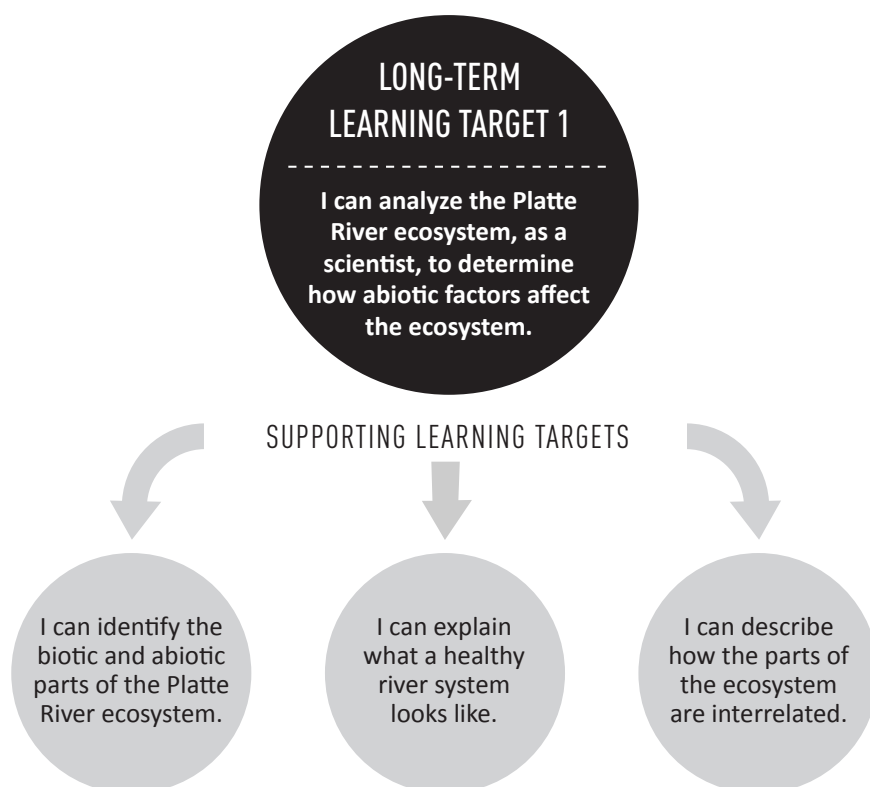 LONG-TERM
LEARNING TARGET 1
I can analyze the Platte
River ecosystem, as a
scientist, to determine
how abiotic factors affect
the ecosystem.
SUPPORTING LEARNING TARGETS
I can identify the
biotic and abiotic
parts of the Platte
River ecosystem.
I can explain
what a healthy
river system
looks like.
I can describe
how the parts of
the ecosystem
are interrelated.